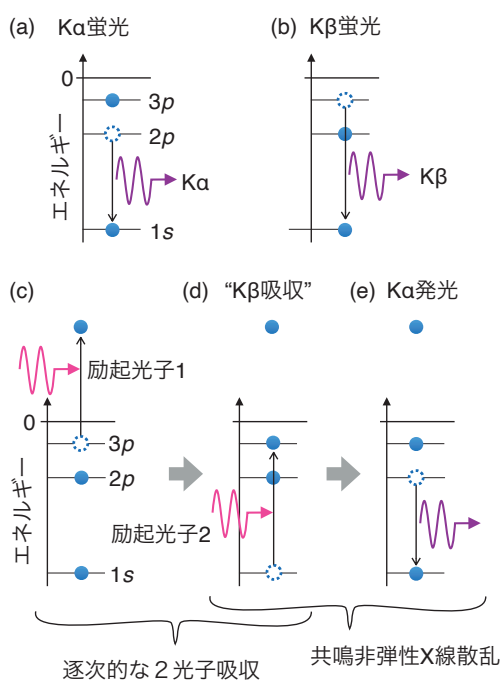 (a) Kα蛍光
(b) Kβ蛍光
0
3p
2p
1s
Kα
エネルギー
Kβ
(c)
(d) “Kβ吸収”
(e) Kα発光
励起光子1
0
3p
2p
励起光子2
1s
エネルギー
逐次的な2光子吸収
共鳴非弾性X線散乱